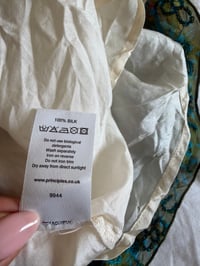 100% SILK
Do not use biological
detergents
Wash separately
Iron on reverse
Do not iron trim
Dry away from direct sunlight
www.principles.co.uk
9944